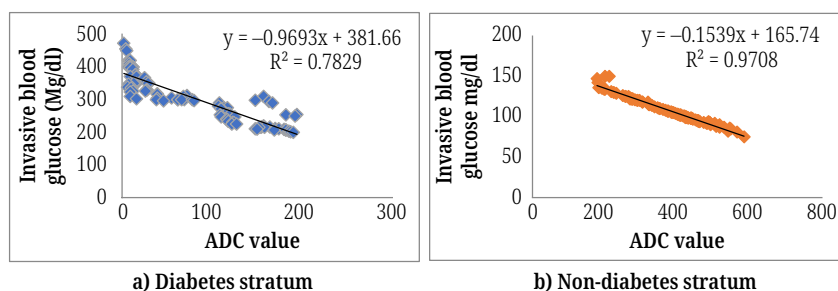 500
400
300
200
100
0
Invasive blood
glucose (Mg/dl)
y = –0.9693x + 381.66
R² = 0.7829
0 100 200 300
ADC value
a) Diabetes stratum
200
150
100
50
0
Invasive blood
glucose mg/dl
y = –0.1539x + 165.74
R² = 0.9708
0 200 400 600 800
ADC value
b) Non-diabetes stratum